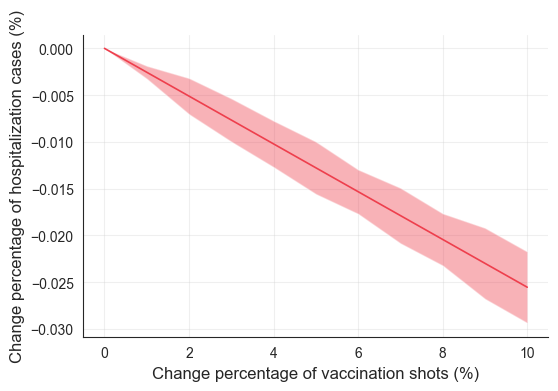 Change percentage of hospitalization cases (%)
0.000
−0.005
−0.010
−0.015
−0.020
−0.025
−0.030
0 2 4 6 8 10
Change percentage of vaccination shots (%)